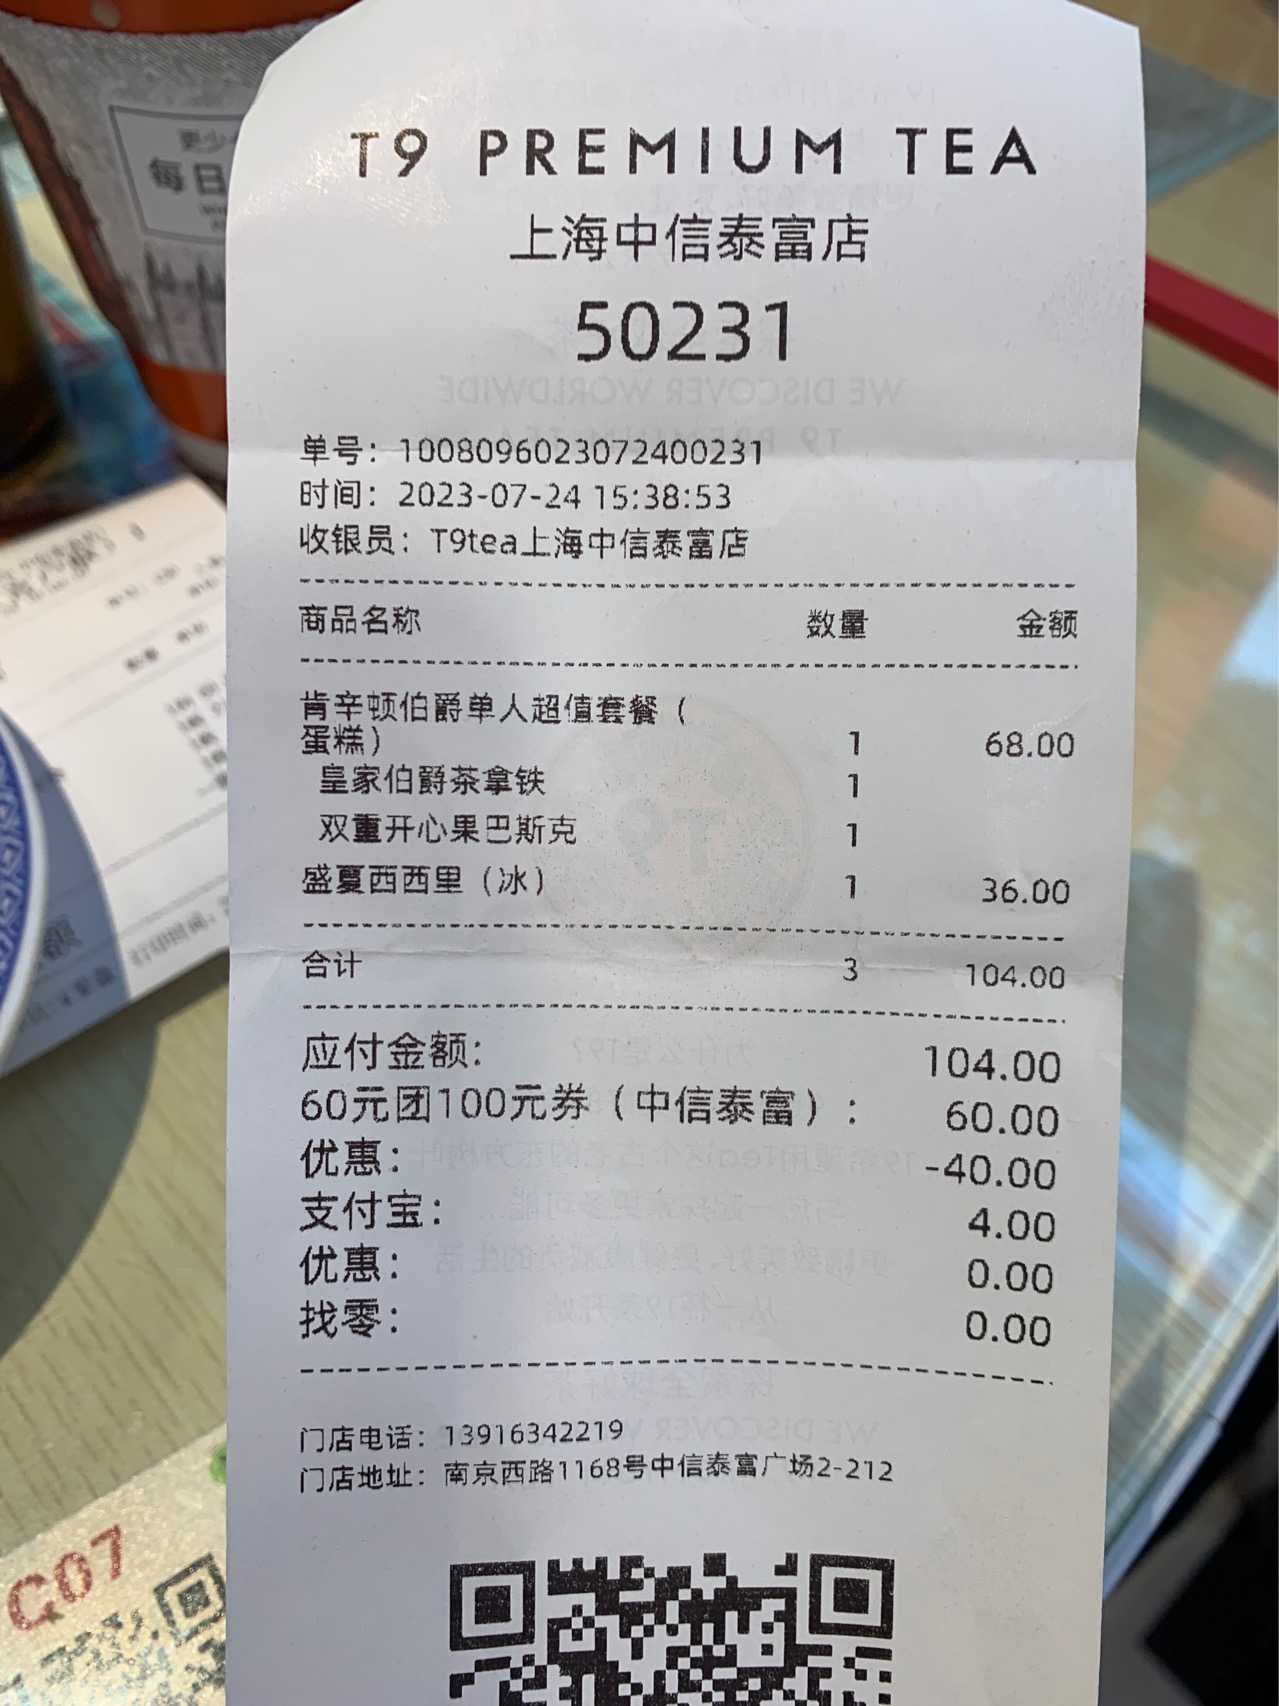 T9 PREMIUM TEA
上海中信泰富店
50231
单号：1008096023072400231
时间：2023-07-24 15:38:53
收银员：T9tea上海中信泰富店
商品名称 数量 金额
肯辛顿伯爵单人超值套餐（
蛋糕） 1 68.00
皇家伯爵茶拿铁 1
双重开心果巴斯克 1
盛夏西西里（冰） 1 36.00
合计 3 104.00
应付金额： 104.00
60元团100元券（中信泰富）： 60.00
优惠： -40.00
支付宝： 4.00
优惠： 0.00
找零： 0.00
门店电话：13916342219
门店地址：南京西路1168号中信泰富广场2-212
每日
C07